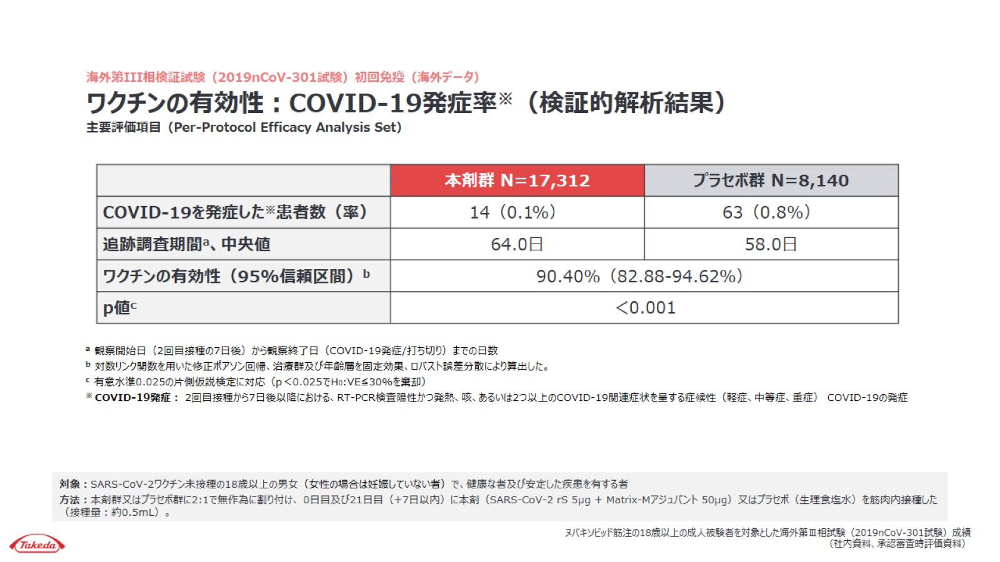 海外第III相検証試験（2019nCoV-301試験）初回免疫（海外データ）
ワクチンの有効性：COVID-19発症率※（検証的解析結果）
主要評価項目（Per-Protocol Efficacy Analysis Set）
本剤群 N=17,312 プラセボ群 N=8,140
COVID-19を発症した※患者数（率） 14（0.1%） 63（0.8%）
追跡調査期間a、中央値 64.0日 58.0日
ワクチンの有効性（95%信頼区間）b 90.40%（82.88-94.62%）
p値c ＜0.001
a 観察開始日（2回目接種の7日後）から観察終了日（COVID-19発症/打ち切り）までの日数
b 対数リンク関数を用いた修正ポアソン回帰、治療群及び年齢層を固定効果、ロバスト誤差分散により算出した。
c 有意水準0.025の片側仮説検定に対応（p＜0.025でH0:VE≦30%を棄却）
※ COVID-19発症： 2回目接種から7日後以降における、RT-PCR検査陽性かつ発熱、咳、あるいは2つ以上のCOVID-19関連症状を呈する症候性（軽症、中等症、重症） COVID-19の発症
対象：SARS-CoV-2ワクチン未接種の18歳以上の男女（女性の場合は妊娠していない者）で、健康な者及び安定した疾患を有する者
方法：本剤群又はプラセボ群に2:1で無作為に割り付け、0日目及び21日目（+7日以内）に本剤（SARS-CoV-2 rS 5μg + Matrix-Mアジュバント 50μg）又はプラセボ（生理食塩水）を筋肉内接種した
（接種量：約0.5mL）。
ヌバキソビッド筋注の18歳以上の成人被験者を対象とした海外第Ⅲ相試験（2019nCoV-301試験）成績
（社内資料、承認審査時評価資料）
Takeda